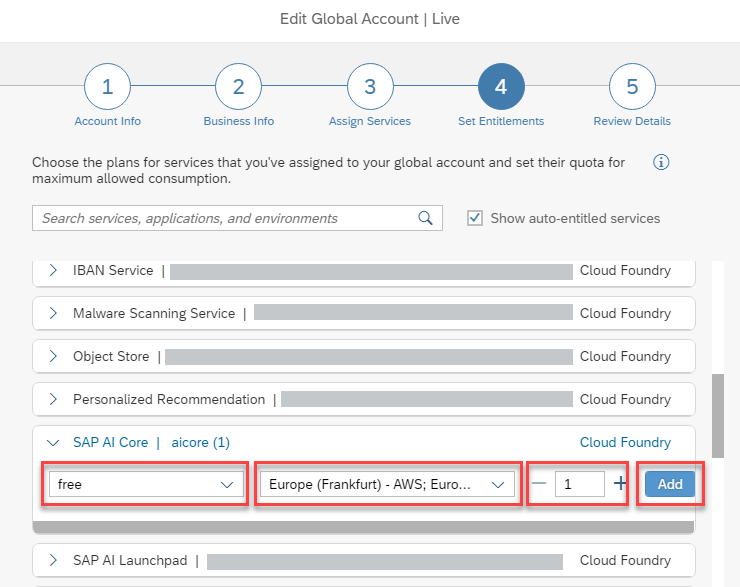 Edit Global Account | Live
1
2
3
4
5
Account Info
Business Info
Assign Services
Set Entitlements
Review Details
Choose the plans for services that you've assigned to your global account and set their quota for
maximum allowed consumption.
Search services, applications, and environments
Show auto-entitled services
IBAN Service | Cloud Foundry
Malware Scanning Service | Cloud Foundry
Object Store | Cloud Foundry
Personalized Recommendation | Cloud Foundry
SAP AI Core | aicore (1) Cloud Foundry
free Europe (Frankfurt) - AWS; Euro... 1 Add
SAP AI Launchpad | Cloud Foundry